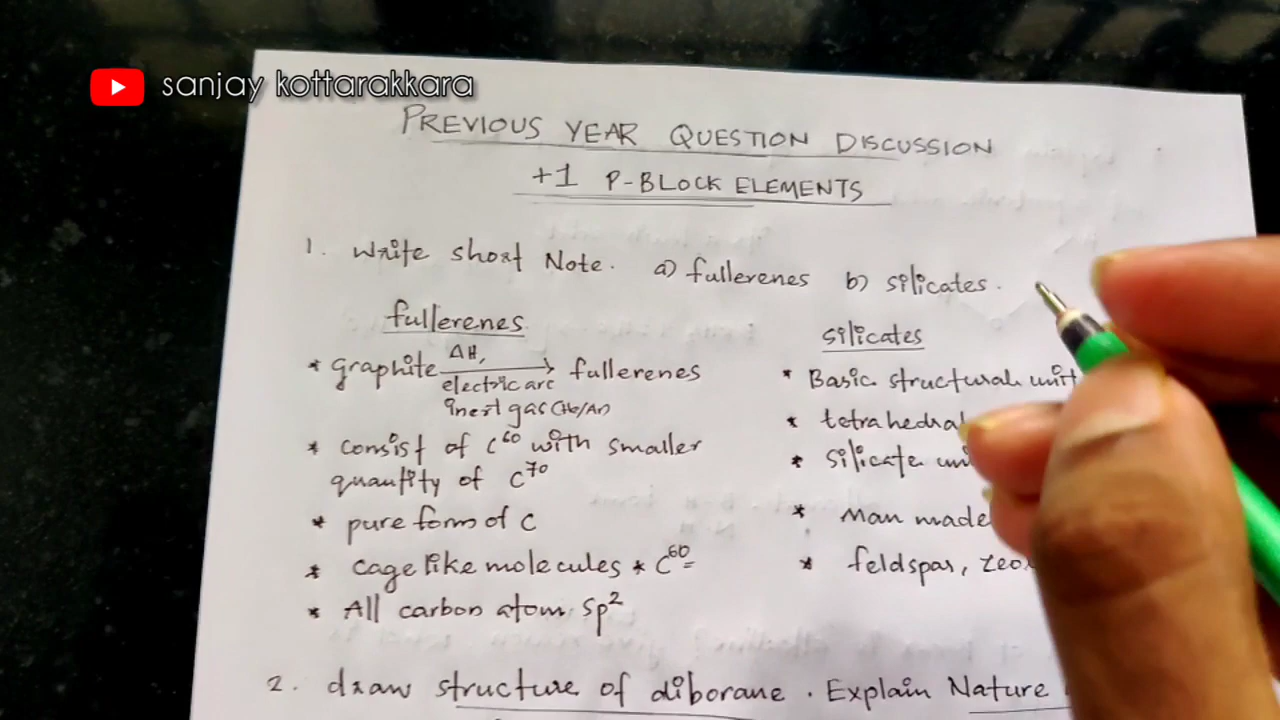 sanjay kottarakkara
PREVIOUS YEAR QUESTION DISCUSSION
+1 P-BLOCK ELEMENTS
1. Write short Note. a) fullerenes b) silicates.
fullerenes
* graphite ΔH, → fullerenes
electric arc
inert gas (He/Ar)
* consist of C⁶⁰ with smaller
quantity of C⁷⁰
* pure form of C
* cage like molecules * C⁶⁰
* All carbon atom sp²
silicates
* Basic structural unit
* tetrahedral
* silicate
* Man made
* feldspar,
2. draw structure of diborane. Explain Nature